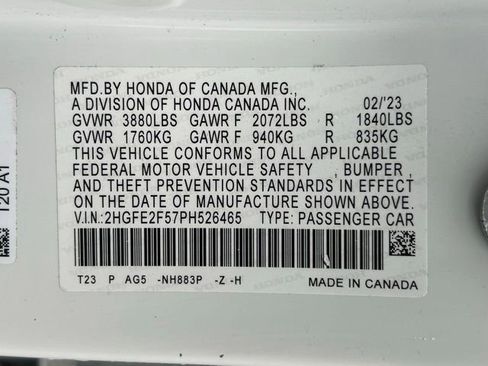 MFD.BY HONDA OF CANADA MFG.,
A DIVISION OF HONDA CANADA INC. 02/'23
GVWR 3880LBS GAWR F 2072LBS R 1840LBS
GVWR 1760KG GAWR F 940KG R 835KG
THIS VEHICLE CONFORMS TO ALL APPLICABLE
FEDERAL MOTOR VEHICLE SAFETY , BUMPER ,
AND THEFT PREVENTION STANDARDS IN EFFECT
ON THE DATE OF MANUFACTURE SHOWN ABOVE.
V.I.N.:2HGFE2F57PH526465 TYPE: PASSENGER CAR
T23 P AG5 -NH883P -Z -H MADE IN CANADA
T20 A1